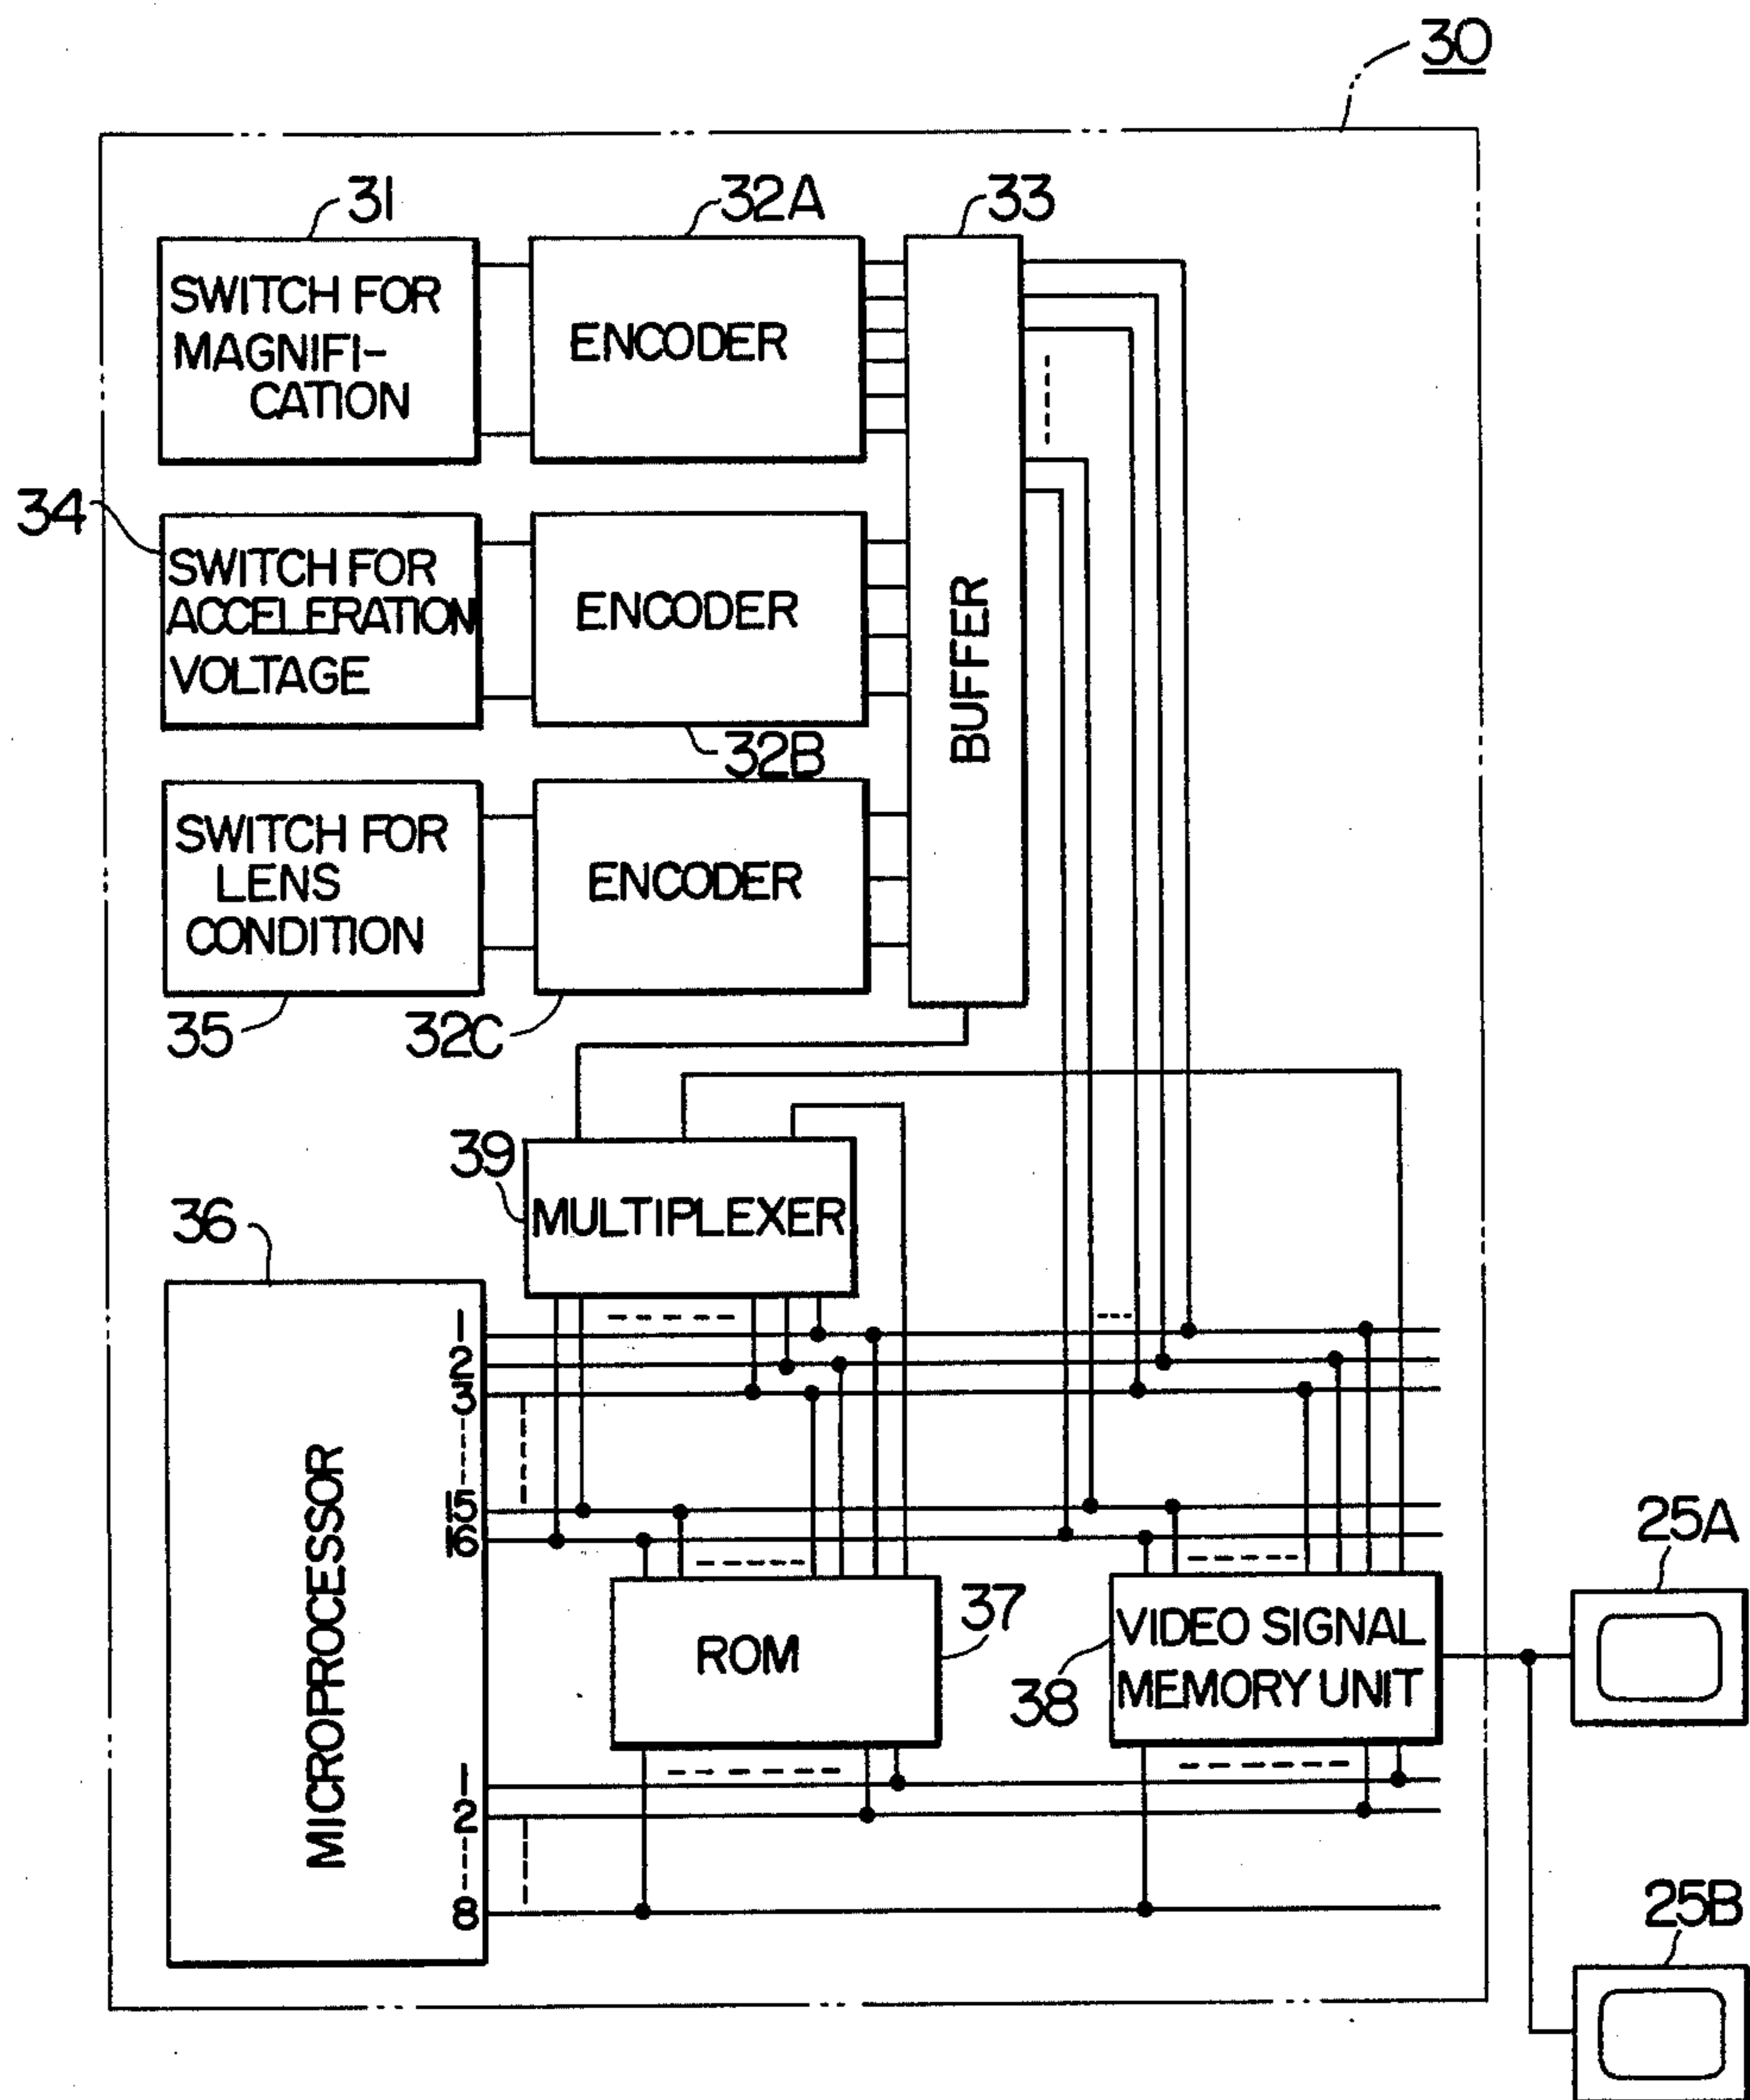 30
31
32A
33
SWITCH FOR
MAGNIFI-
CATION
ENCODER
34
SWITCH FOR
ACCELERATION
VOLTAGE
ENCODER
BUFFER
32B
SWITCH FOR
LENS
CONDITION
ENCODER
35
32C
39
MULTIPLEXER
36
MICROPROCESSOR
1
2
3
15
16
25A
37
ROM
VIDEO SIGNAL
MEMORY UNIT
38
1
2
8
25B